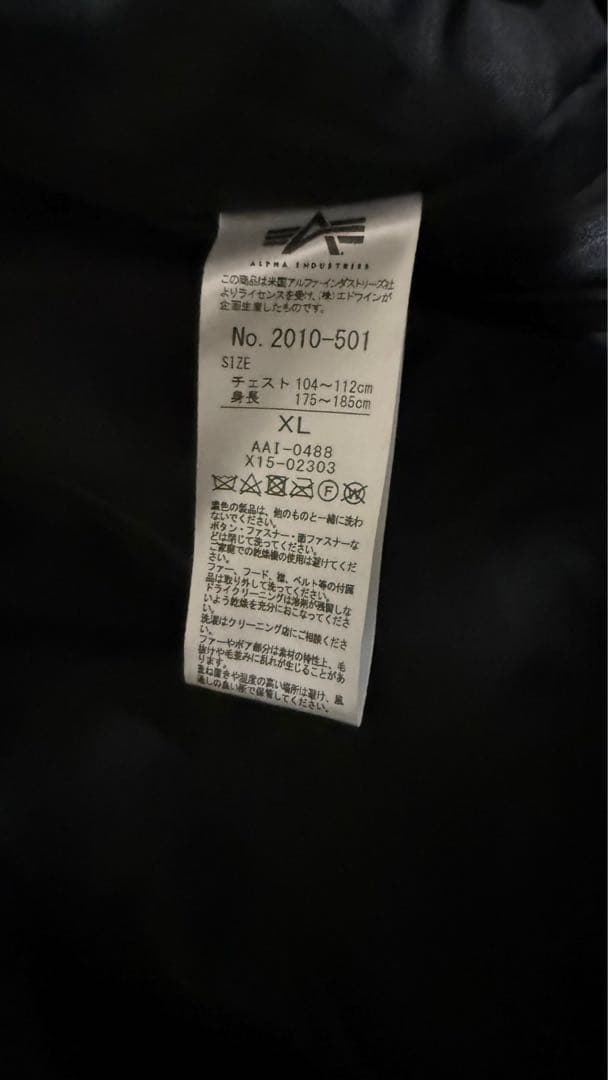 ALPHA INDUSTRIES
この商品は米国アルファインダストリーズ社
よりライセンスを受け、(株)エドウインが
企画生産したものです。
No. 2010-501
SIZE
チェスト 104〜112cm
身長 175〜185cm
XL
AAI-0488
X15-02303
F W
濃色の製品は、他のものと一緒に洗わ
ないでください。
ボタン・ファスナー・面ファスナーな
どは閉じて洗ってください。
ご家庭での乾燥機の使用は避けてくだ
さい。
ファー、フード、襟、ベルト等の付属
品は取り外して洗ってください。
ドライクリーニングは溶剤が残留しな
いよう乾燥を充分におこなってくださ
い。
洗濯はクリーニング店にご相談くださ
い。
ファーやボア部分は素材の特性上、毛
抜けや毛並みに乱れが生じることがあ
ります。
重ね置きや湿度の高い場所は避け、風
通しの良い所で保管してください。